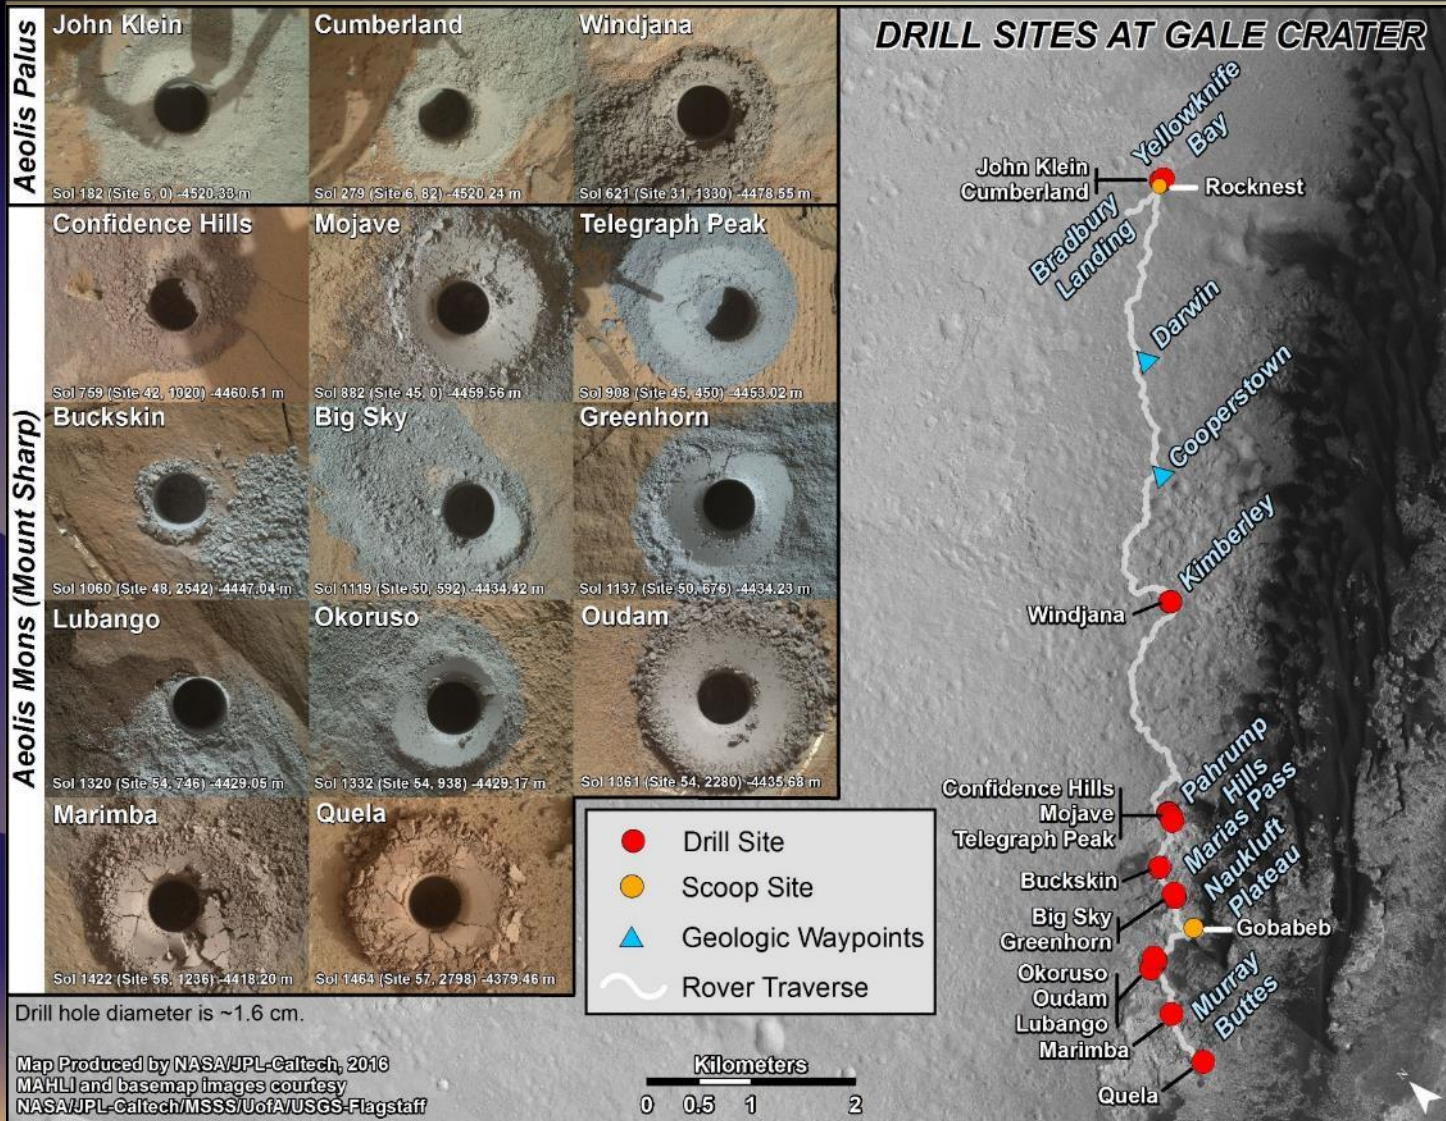 DRILL SITES AT GALE CRATER
Aeolis Palus
John Klein
Sol 182 (Site 6, 0) -4520.33 m
Cumberland
Sol 279 (Site 6, 82) -4520.24 m
Windjana
Sol 621 (Site 31, 1330) -4478.55 m
Aeolis Mons (Mount Sharp)
Confidence Hills
Sol 759 (Site 42, 1020) -4460.51 m
Mojave
Sol 882 (Site 45, 0) -4459.56 m
Telegraph Peak
Sol 908 (Site 45, 450) -4453.02 m
Buckskin
Sol 1060 (Site 48, 2542) -4447.04 m
Big Sky
Sol 1119 (Site 50, 592) -4434.42 m
Greenhorn
Sol 1137 (Site 50, 676) -4434.23 m
Lubango
Sol 1320 (Site 54, 746) -4429.05 m
Okoruso
Sol 1332 (Site 54, 938) -4429.17 m
Oudam
Sol 1361 (Site 54, 2280) -4435.68 m
Marimba
Sol 1422 (Site 56, 1236) -4418.20 m
Quela
Sol 1464 (Site 57, 2798) -4379.46 m
Drill hole diameter is ~1.6 cm.
Map Produced by NASA/JPL-Caltech, 2016
MAHLI and basemap images courtesy
NASA/JPL-Caltech/MSSS/UofA/USGS-Flagstaff
Drill Site
Scoop Site
Geologic Waypoints
Rover Traverse
Kilometers
0 0.5 1 2
Yellowknife
Bay
John Klein
Cumberland
Rocknest
Bradbury
Landing
Darwin
Cooperstown
Kimberley
Windjana
Pahrump
Hills
Confidence Hills
Mojave
Telegraph Peak
Marias Pass
Buckskin
Naukluft
Plateau
Big Sky
Greenhorn
Gobabeb
Okoruso
Oudam
Lubango
Murray
Buttes
Marimba
Quela
N